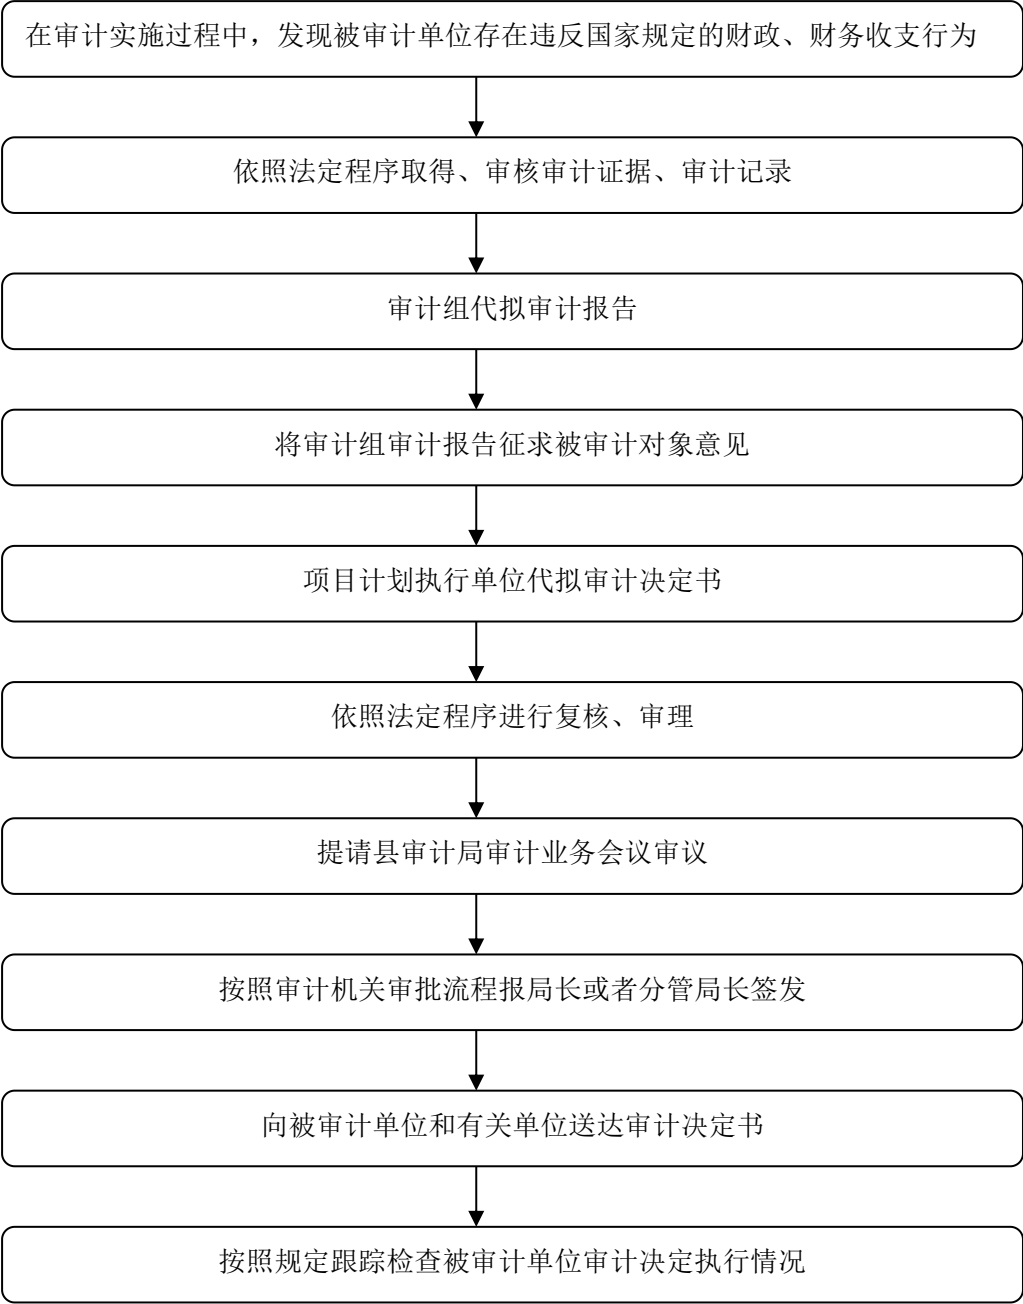 在审计实施过程中，发现被审计单位存在违反国家规定的财政、财务收支行为
依照法定程序取得、审核审计证据、审计记录
审计组代拟审计报告
将审计组审计报告征求被审计对象意见
项目计划执行单位代拟审计决定书
依照法定程序进行复核、审理
提请县审计局审计业务会议审议
按照审计机关审批流程报局长或者分管局长签发
向被审计单位和有关单位送达审计决定书
按照规定跟踪检查被审计单位审计决定执行情况